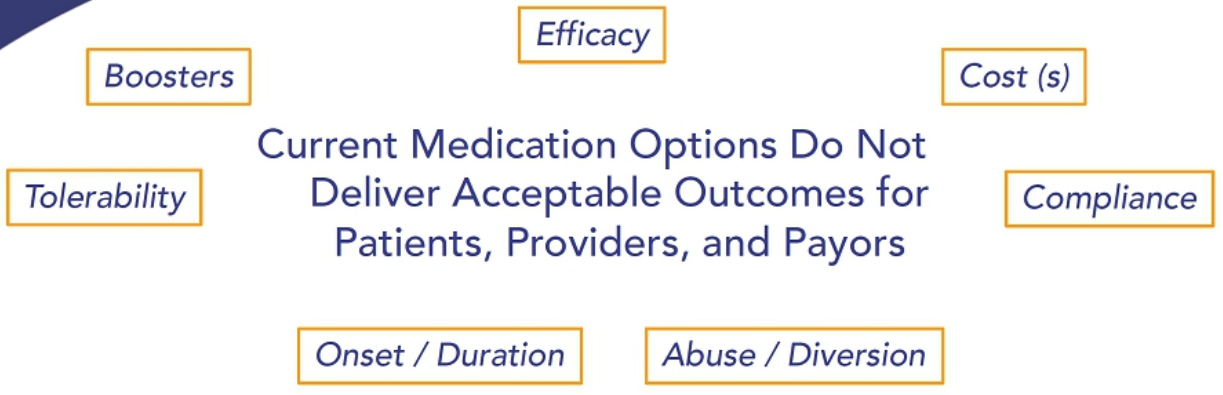 Efficacy
Boosters
Cost (s)
Current Medication Options Do Not
Deliver Acceptable Outcomes for
Patients, Providers, and Payors
Tolerability
Compliance
Onset / Duration
Abuse / Diversion